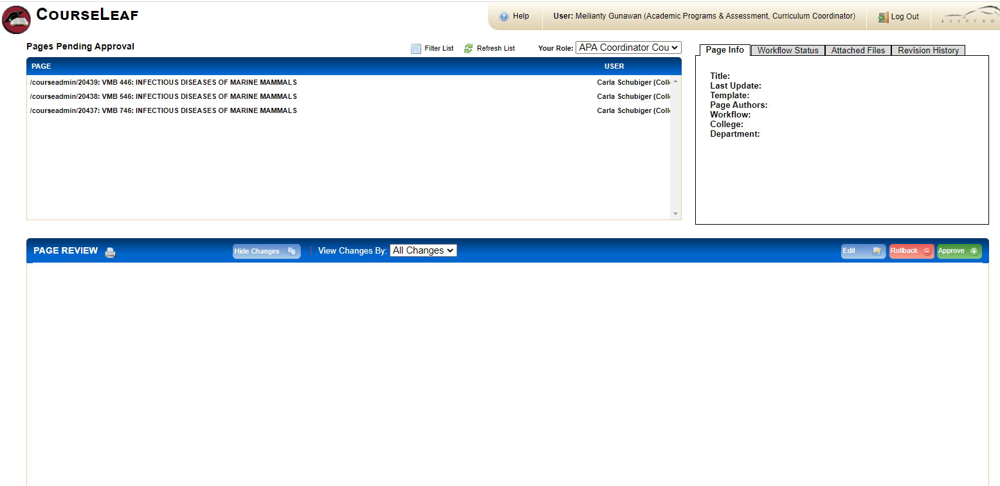 COURSELEAF
Help
User: Meilianty Gunawan (Academic Programs & Assessment, Curriculum Coordinator)
Log Out
LEEPFRO
Pages Pending Approval
Filter List
Refresh List
Your Role: APA Coordinator Cou
PAGE USER
/courseadmin/20439: VMB 446: INFECTIOUS DISEASES OF MARINE MAMMALS Carla Schubiger (Coll
/courseadmin/20438: VMB 546: INFECTIOUS DISEASES OF MARINE MAMMALS Carla Schubiger (Coll
/courseadmin/20437: VMB 746: INFECTIOUS DISEASES OF MARINE MAMMALS Carla Schubiger (Coll
Page Info Workflow Status Attached Files Revision History
Title:
Last Update:
Template:
Page Authors:
Workflow:
College:
Department:
PAGE REVIEW
Hide Changes
View Changes By: All Changes
Edit
Rollback
Approve